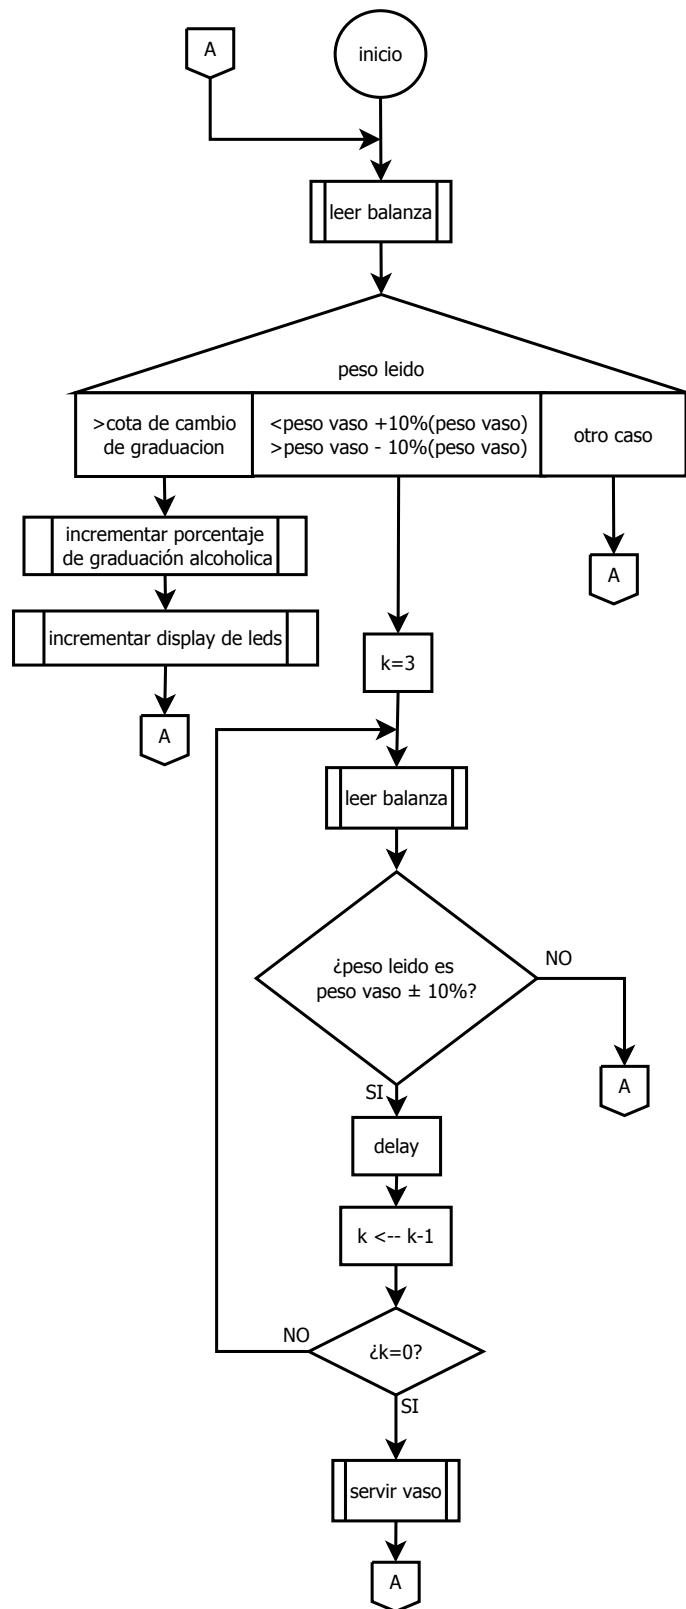 A
inicio
leer balanza
peso leido
>cota de cambio
de graduacion
<peso vaso +10%(peso vaso)
>peso vaso - 10%(peso vaso)
otro caso
incrementar porcentaje
de graduación alcoholica
A
incrementar display de leds
k=3
A
leer balanza
¿peso leido es
peso vaso ± 10%?
NO
A
SI
delay
k <-- k-1
NO
¿k=0?
SI
servir vaso
A